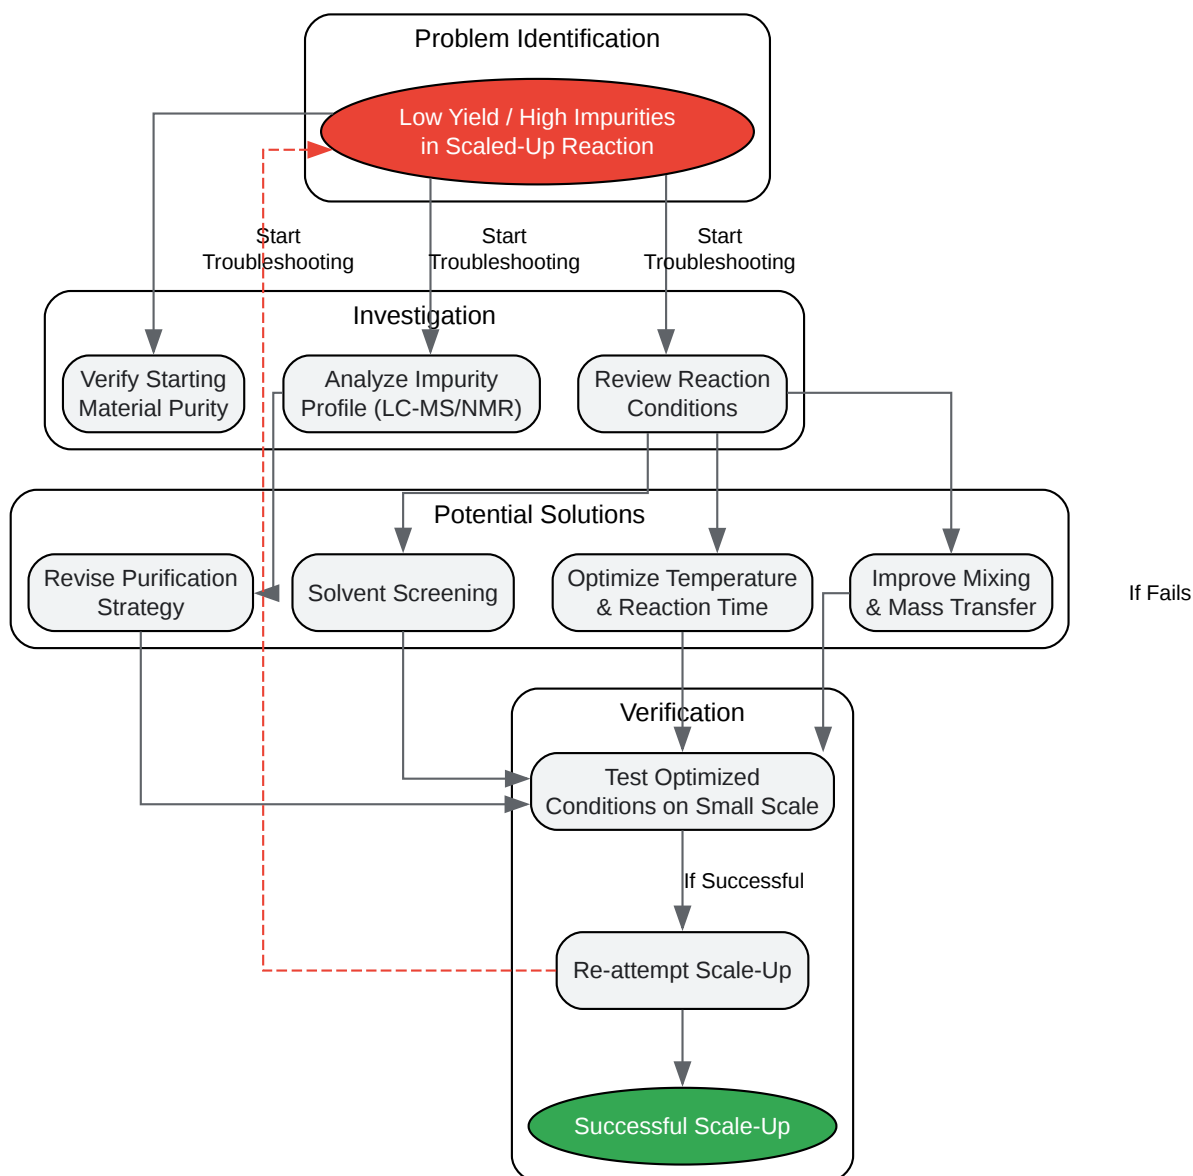 Problem Identification
Low Yield / High Impurities
in Scaled-Up Reaction
Start
Troubleshooting
Start
Troubleshooting
Start
Troubleshooting
Investigation
Verify Starting
Material Purity
Analyze Impurity
Profile (LC-MS/NMR)
Review Reaction
Conditions
Potential Solutions
Revise Purification
Strategy
Solvent Screening
Optimize Temperature
& Reaction Time
Improve Mixing
& Mass Transfer
If Fails
Verification
Test Optimized
Conditions on Small Scale
If Successful
Re-attempt Scale-Up
Successful Scale-Up